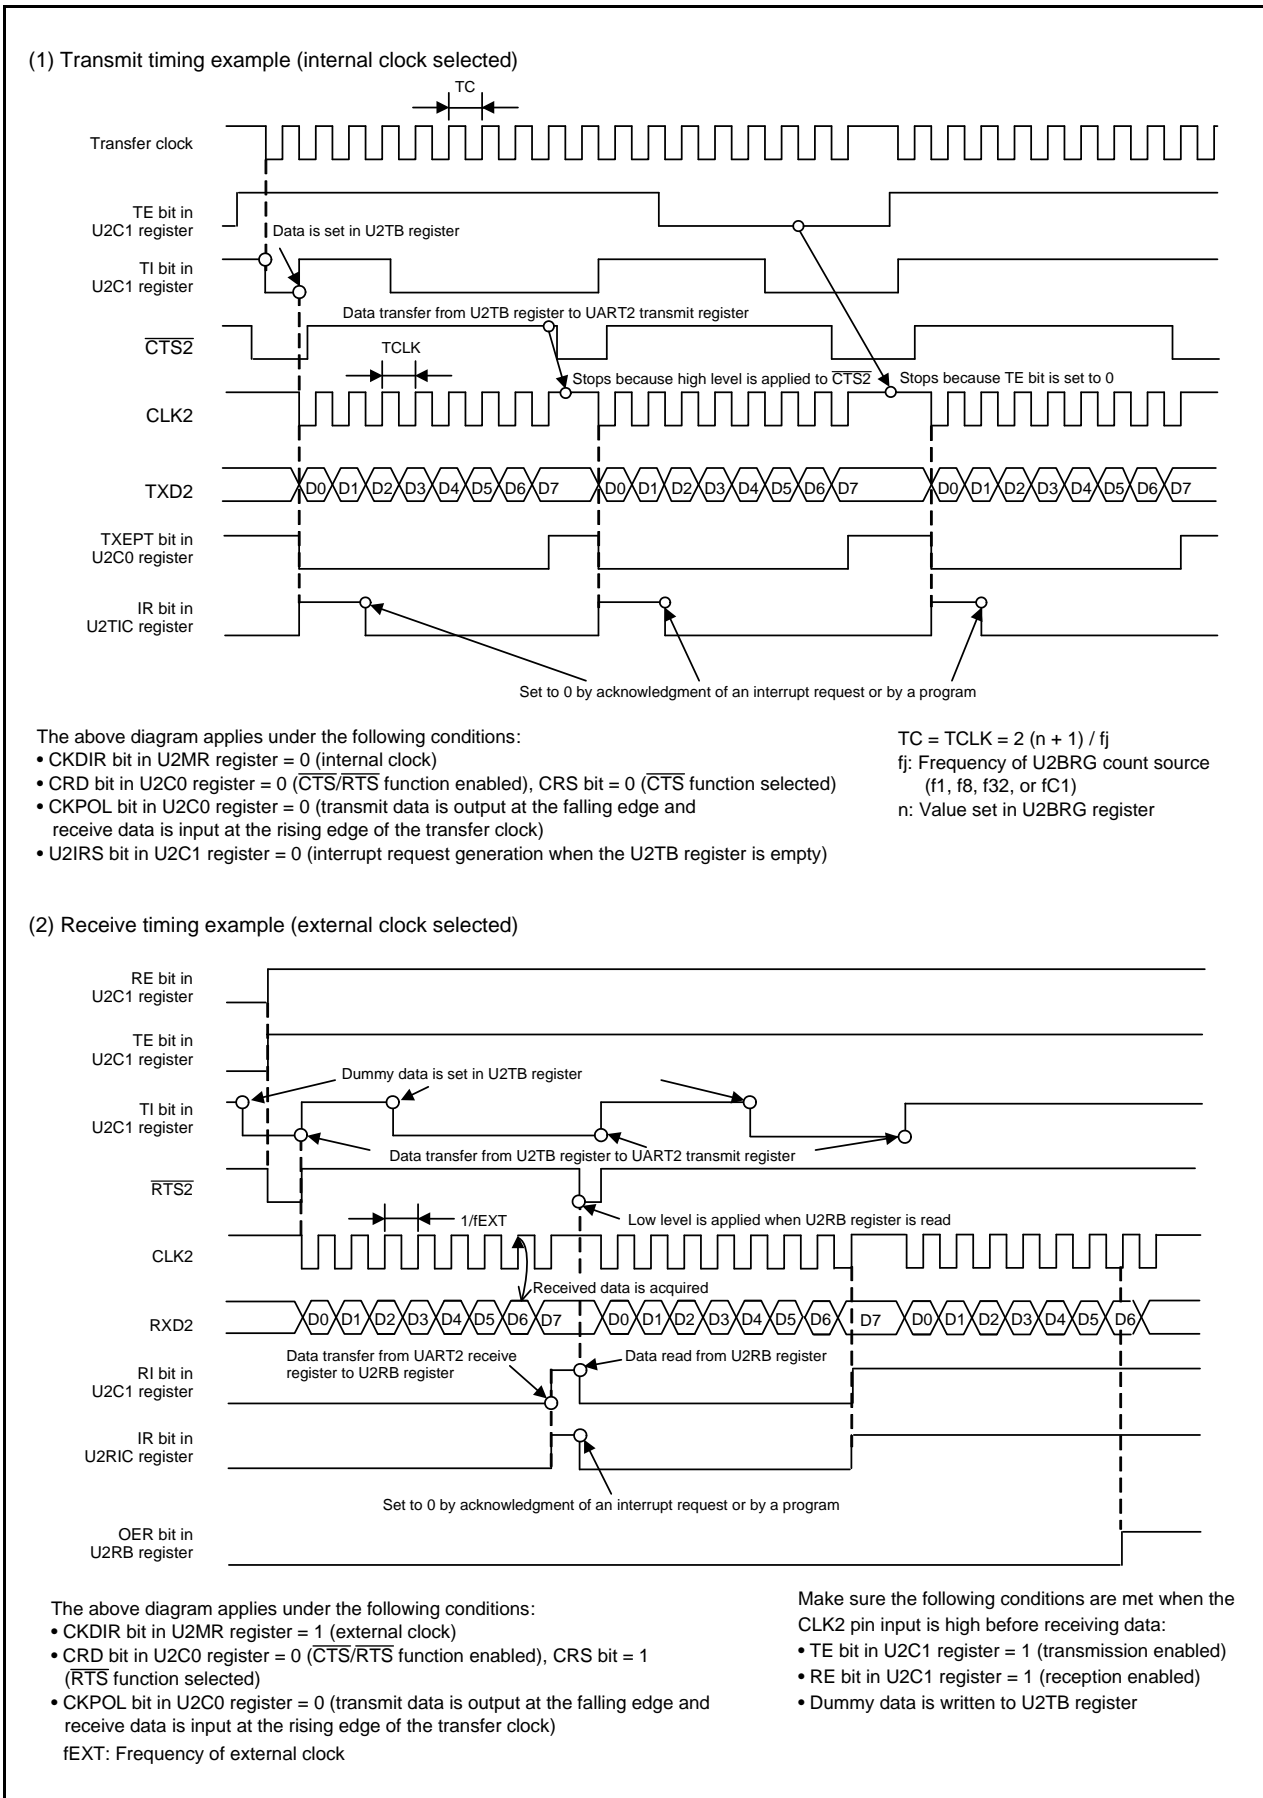 (1) Transmit timing example (internal clock selected)
TC
Transfer clock
TE bit in
U2C1 register
Data is set in U2TB register
TI bit in
U2C1 register
Data transfer from U2TB register to UART2 transmit register
CTS2
TCLK
Stops because high level is applied to CTS2
Stops because TE bit is set to 0
CLK2
TXD2
D0 D1 D2 D3 D4 D5 D6 D7 D0 D1 D2 D3 D4 D5 D6 D7 D0 D1 D2 D3 D4 D5 D6 D7
TXEPT bit in
U2C0 register
IR bit in
U2TIC register
Set to 0 by acknowledgment of an interrupt request or by a program
The above diagram applies under the following conditions:
• CKDIR bit in U2MR register = 0 (internal clock)
• CRD bit in U2C0 register = 0 (CTS/RTS function enabled), CRS bit = 0 (CTS function selected)
• CKPOL bit in U2C0 register = 0 (transmit data is output at the falling edge and
receive data is input at the rising edge of the transfer clock)
• U2IRS bit in U2C1 register = 0 (interrupt request generation when the U2TB register is empty)
TC = TCLK = 2 (n + 1) / fj
fj: Frequency of U2BRG count source
(f1, f8, f32, or fC1)
n: Value set in U2BRG register
(2) Receive timing example (external clock selected)
RE bit in
U2C1 register
TE bit in
U2C1 register
Dummy data is set in U2TB register
TI bit in
U2C1 register
Data transfer from U2TB register to UART2 transmit register
RTS2
1/fEXT
Low level is applied when U2RB register is read
CLK2
Received data is acquired
RXD2
D0 D1 D2 D3 D4 D5 D6 D7 D0 D1 D2 D3 D4 D5 D6 D7 D0 D1 D2 D3 D4 D5 D6
Data transfer from UART2 receive
register to U2RB register
Data read from U2RB register
RI bit in
U2C1 register
IR bit in
U2RIC register
Set to 0 by acknowledgment of an interrupt request or by a program
OER bit in
U2RB register
The above diagram applies under the following conditions:
• CKDIR bit in U2MR register = 1 (external clock)
• CRD bit in U2C0 register = 0 (CTS/RTS function enabled), CRS bit = 1
(RTS function selected)
• CKPOL bit in U2C0 register = 0 (transmit data is output at the falling edge and
receive data is input at the rising edge of the transfer clock)
fEXT: Frequency of external clock
Make sure the following conditions are met when the
CLK2 pin input is high before receiving data:
• TE bit in U2C1 register = 1 (transmission enabled)
• RE bit in U2C1 register = 1 (reception enabled)
• Dummy data is written to U2TB register